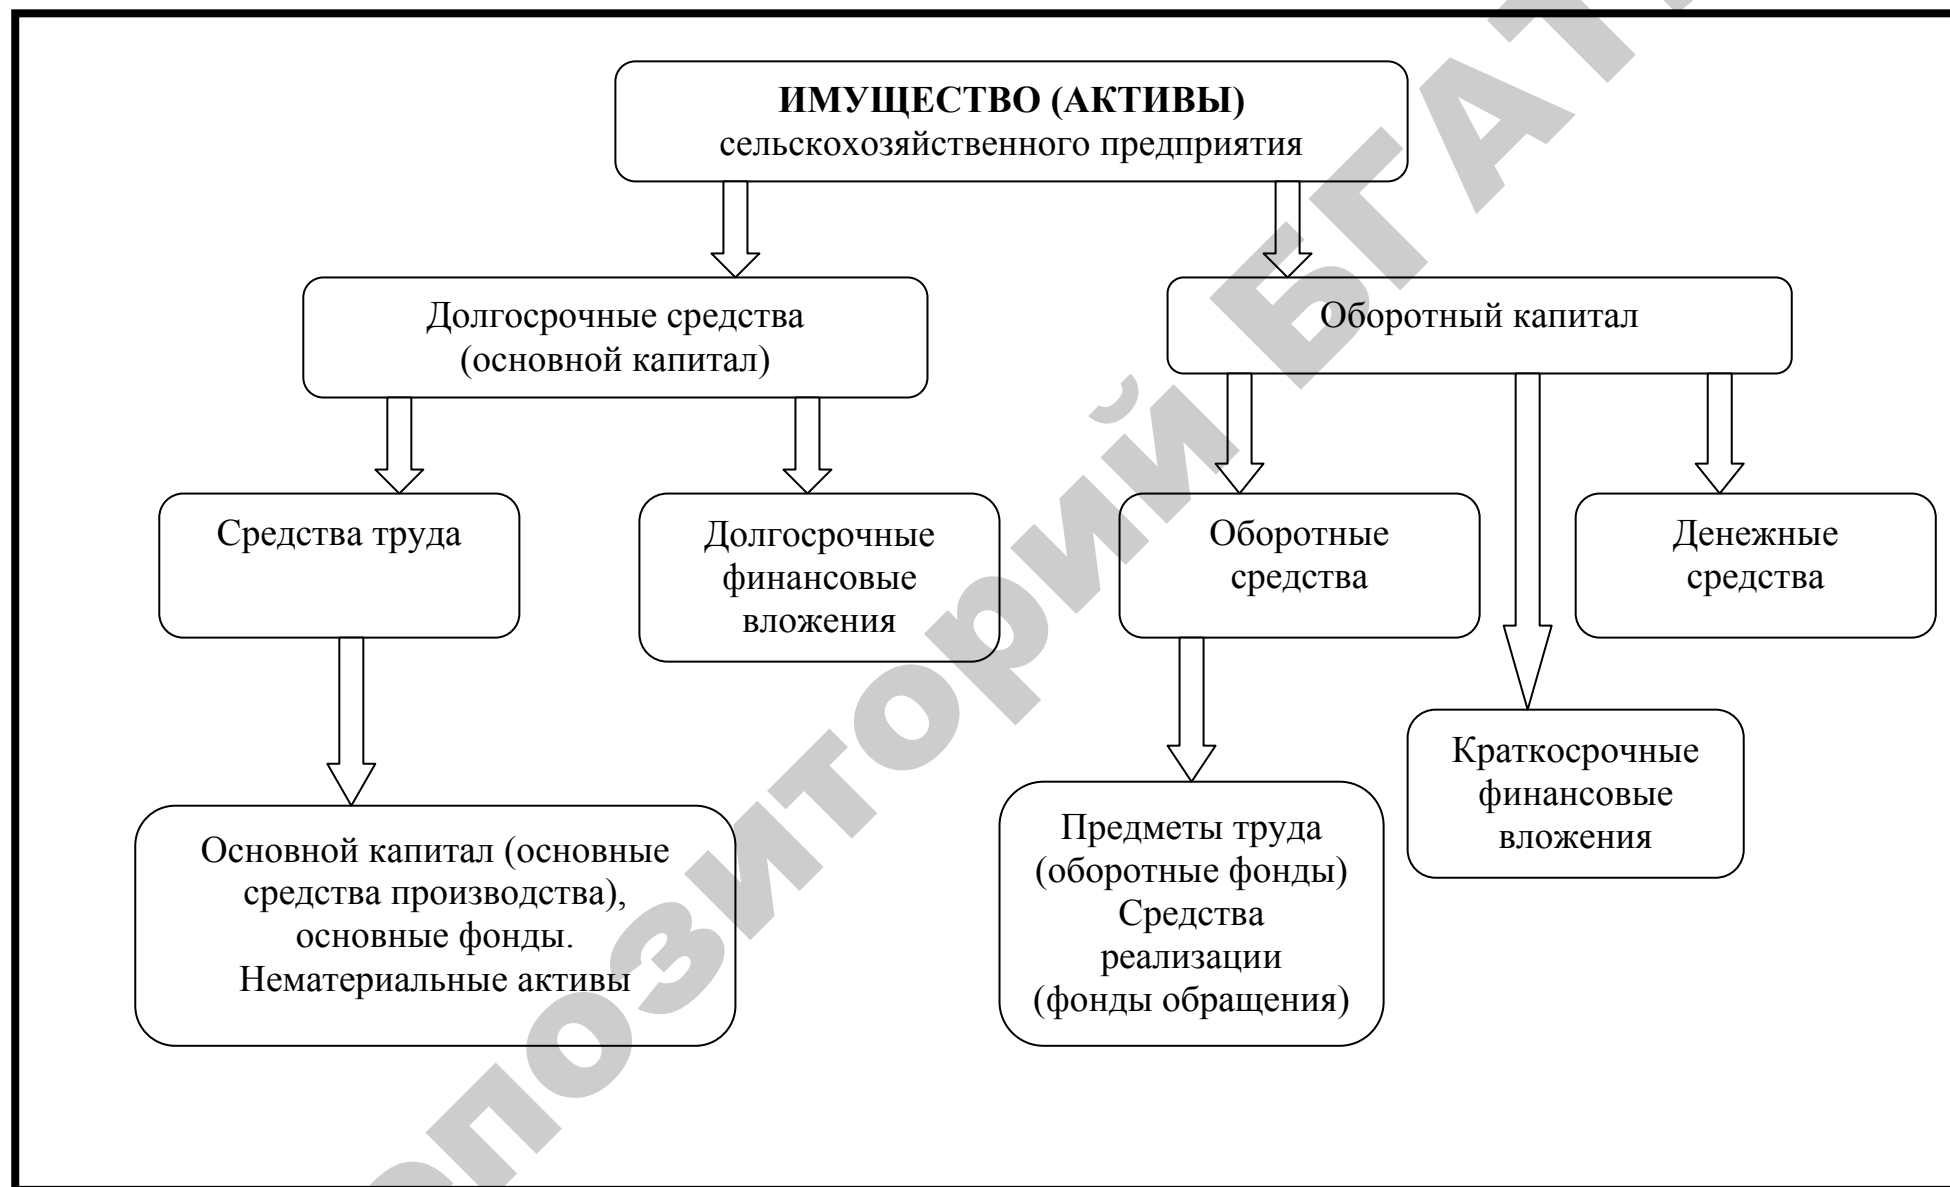 ИМУЩЕСТВО (АКТИВЫ)
сельскохозяйственного предприятия
Долгосрочные средства
(основной капитал)
Оборотный капитал
Средства труда
Долгосрочные
финансовые
вложения
Оборотные
средства
Денежные
средства
Краткосрочные
финансовые
вложения
Основной капитал (основные
средства производства),
основные фонды.
Нематериальные активы
Предметы труда
(оборотные фонды)
Средства
реализации
(фонды обращения)